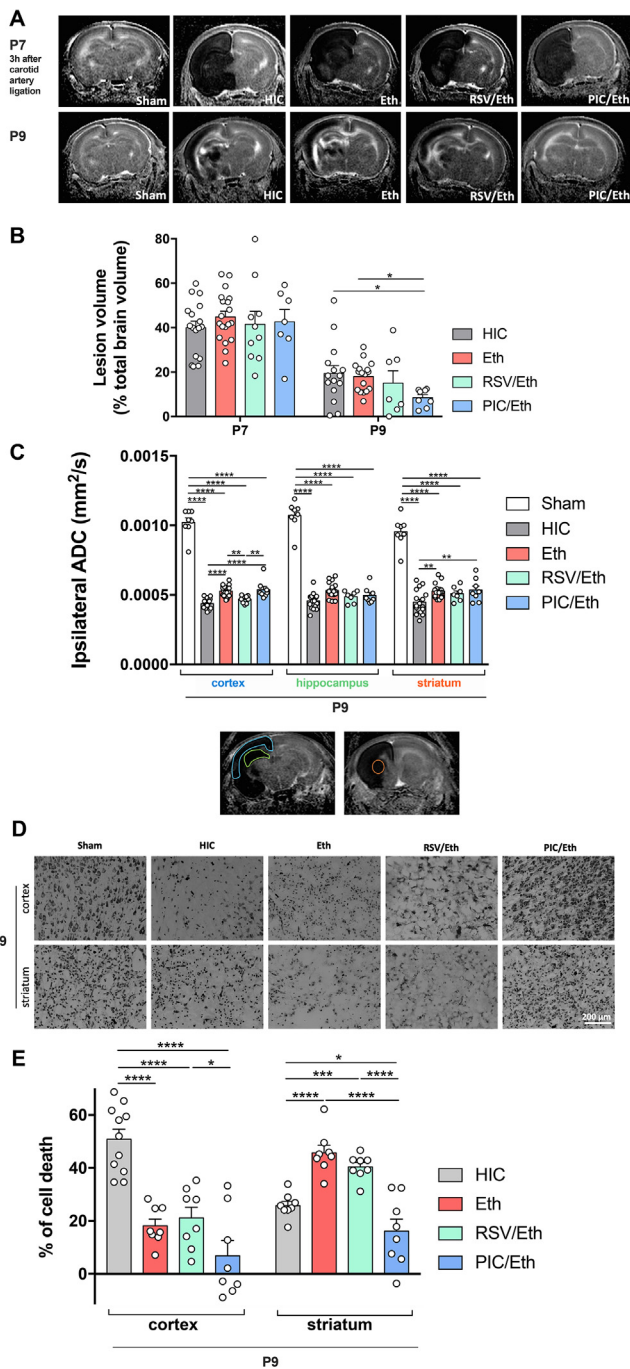 A
P7
3h after
carotid
artery
ligation
Sham
HIC
Eth
RSV/Eth
PIC/Eth
P9
Sham
HIC
Eth
RSV/Eth
PIC/Eth
B
Lesion volume
(% total brain volume)
80
60
40
20
0
*
*
P7
P9
HIC
Eth
RSV/Eth
PIC/Eth
C
Ipsilateral ADC (mm²/s)
0.0015
0.0010
0.0005
0.0000
****
****
****
****
**
**
****
****
****
****
****
****
****
****
****
****
**
**
Sham
HIC
Eth
RSV/Eth
PIC/Eth
cortex
hippocampus
striatum
P9
D
Sham
HIC
Eth
RSV/Eth
PIC/Eth
cortex
9
striatum
200 µm
E
% of cell death
60
40
20
0
****
****
*
****
*
***
****
****
****
HIC
Eth
RSV/Eth
PIC/Eth
cortex
striatum
P9